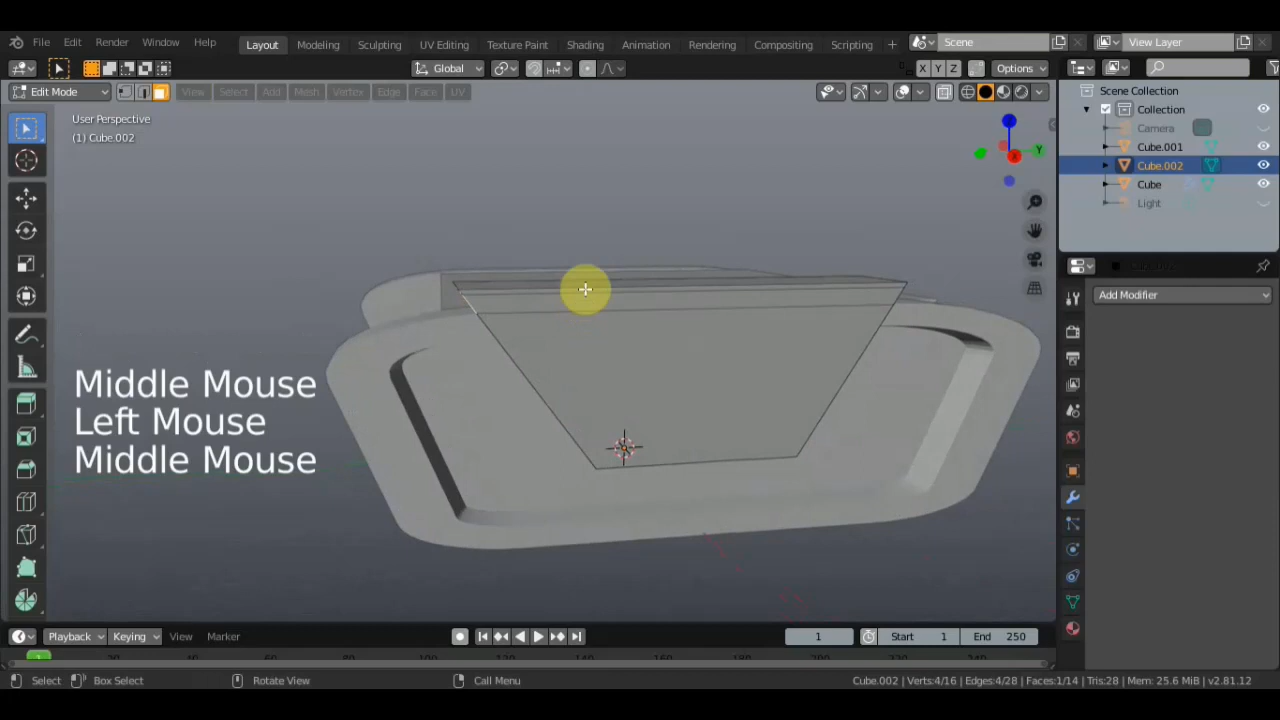 File Edit Render Window Help Layout Modeling Sculpting UV Editing Texture Paint Shading Animation Rendering Compositing Scripting + Scene View Layer
Global X Y Z Options
Edit Mode View Select Add Mesh Vertex Edge Face UV
User Perspective
(1) Cube.002
Z
Y
X
Scene Collection
Collection
Camera
Cube.001
Cube.002
Cube
Light
Add Modifier
Middle Mouse
Left Mouse
Middle Mouse
Playback Keying View Marker 1 Start 1 End 250
Select Box Select Rotate View Call Menu Cube.002 | Verts:4/16 | Edges:4/28 | Faces:1/14 | Tris:28 | Mem: 25.6 MiB | v2.81.12